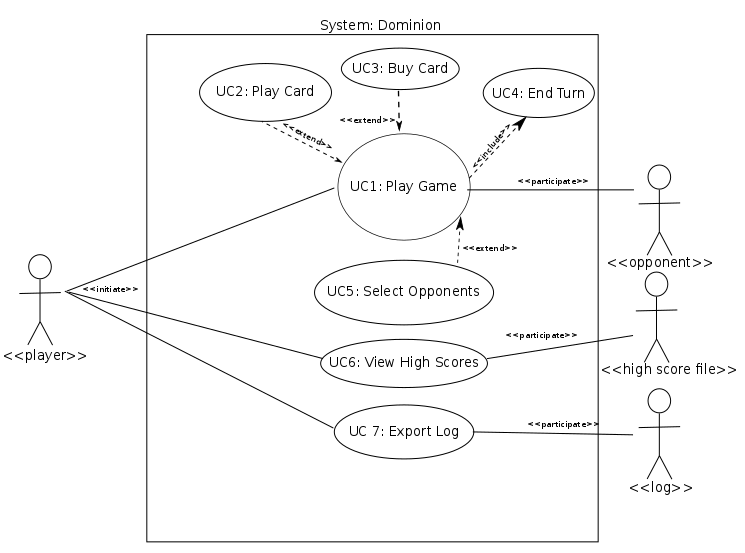 System: Dominion
UC3: Buy Card
UC2: Play Card
UC4: End Turn
<<extend>>
<<extend>>
<<include>>
UC1: Play Game
<<participate>>
<<extend>>
<<opponent>>
<<initiate>>
UC5: Select Opponents
<<player>>
<<participate>>
UC6: View High Scores
<<high score file>>
<<participate>>
UC 7: Export Log
<<log>>